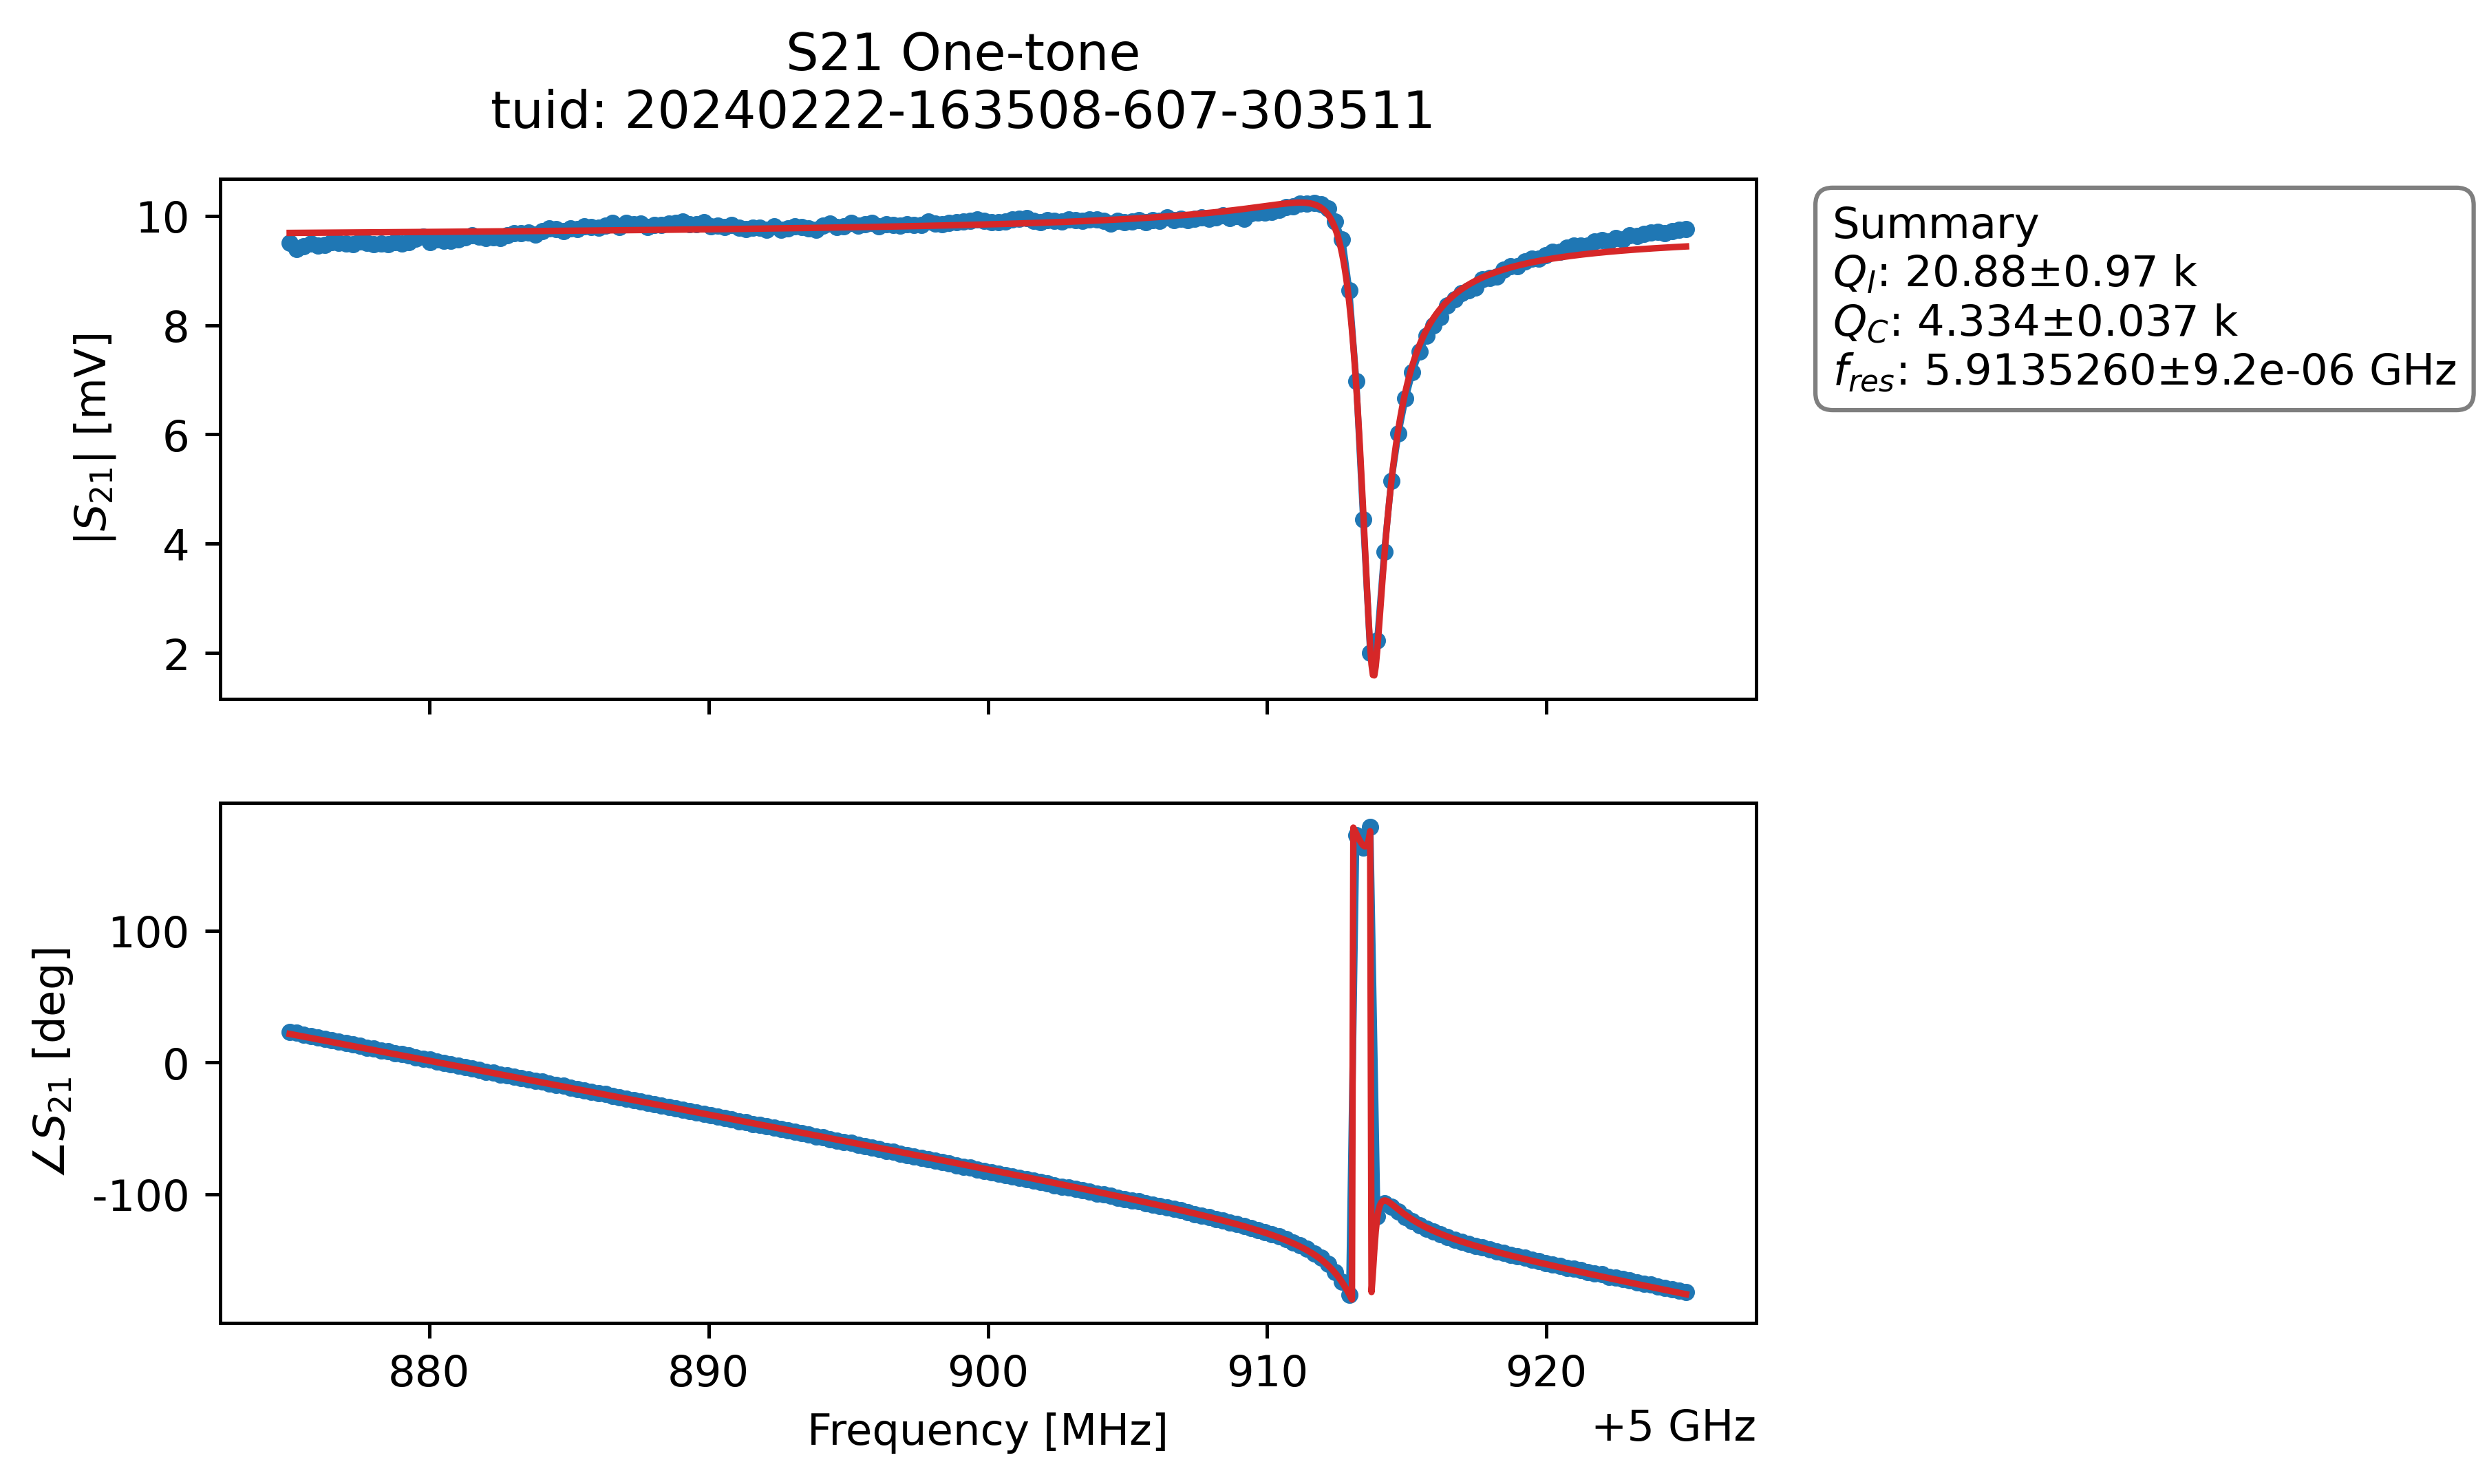 S21 One-tone
tuid: 20240222-163508-607-303511
|S21| [mV]
10
8
6
4
2
Summary
QI: 20.88±0.97 k
QC: 4.334±0.037 k
fres: 5.9135260±9.2e-06 GHz
∠S21 [deg]
100
0
-100
880 890 900 910 920
Frequency [MHz]
+5 GHz